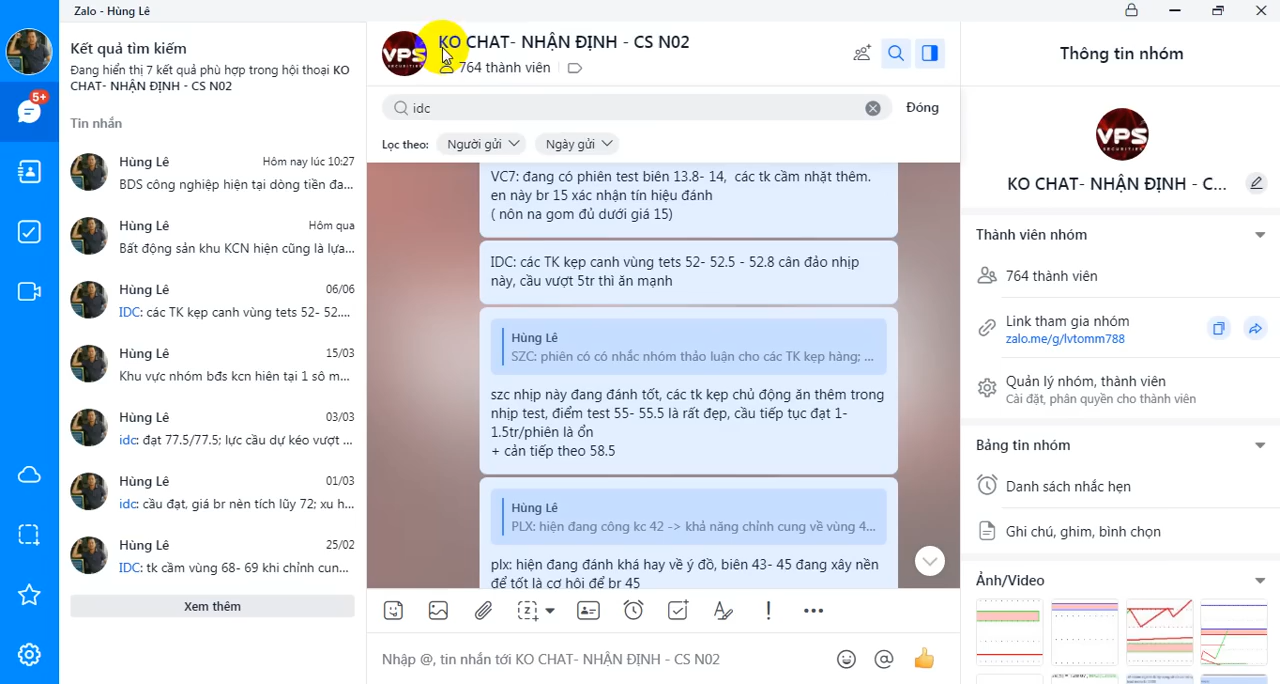 Zalo - Hùng Lê
5+
Kết quả tìm kiếm
Đang hiển thị 7 kết quả phù hợp trong hội thoại KO
CHAT- NHẬN ĐỊNH - CS N02
Tin nhắn
Hùng Lê
Hôm nay lúc 10:27
BDS công nghiệp hiện tại dòng tiền đa...
Hùng Lê
Hôm qua
Bất động sản khu KCN hiện cũng là lựa...
Hùng Lê
06/06
IDC: các TK kẹp canh vùng tets 52- 52....
Hùng Lê
15/03
Khu vực nhóm bđs kcn hiên tại 1 sô m...
Hùng Lê
03/03
idc: đạt 77.5/77.5; lực cầu dự kéo vượt ...
Hùng Lê
01/03
idc: cầu đạt, giá br nèn tích lũy 72; xu h...
Hùng Lê
25/02
IDC: tk cầm vùng 68- 69 khi chỉnh cun...
Xem thêm
VPS
SECURITIES
KO CHAT- NHẬN ĐỊNH - CS N02
764 thành viên
idc
Đóng
Lọc theo:
Người gửi
Ngày gửi
VC7: đang có phiên test biên 13.8- 14, các tk cầm nhặt thêm.
en này br 15 xác nhận tín hiệu đánh
( nôn na gom đủ dưới giá 15)
IDC: các TK kẹp canh vùng tets 52- 52.5 - 52.8 cân đảo nhịp
này, cầu vượt 5tr thì ăn mạnh
Hùng Lê
SZC: phiên có có nhắc nhóm thảo luận cho các TK kẹp hàng; ...
szc nhịp này đang đánh tốt, các tk kẹp chủ động ăn thêm trong
nhịp test, điểm test 55- 55.5 là rất đẹp, cầu tiếp tục đạt 1-
1.5tr/phiên là ổn
+ cản tiếp theo 58.5
Hùng Lê
PLX: hiện đang công kc 42 -> khả năng chỉnh cung về vùng 4...
plx: hiện đang đánh khá hay về ý đồ, biên 43- 45 đang xây nền
để tốt là cơ hội để br 45
Nhập @, tin nhắn tới KO CHAT- NHẬN ĐỊNH - CS N02
Thông tin nhóm
VPS
SECURITIES
KO CHAT- NHẬN ĐỊNH - C...
Thành viên nhóm
764 thành viên
Link tham gia nhóm
zalo.me/g/lvtomm788
Quản lý nhóm, thành viên
Cài đặt, phân quyền cho thành viên
Bảng tin nhóm
Danh sách nhắc hẹn
Ghi chú, ghim, bình chọn
Ảnh/Video